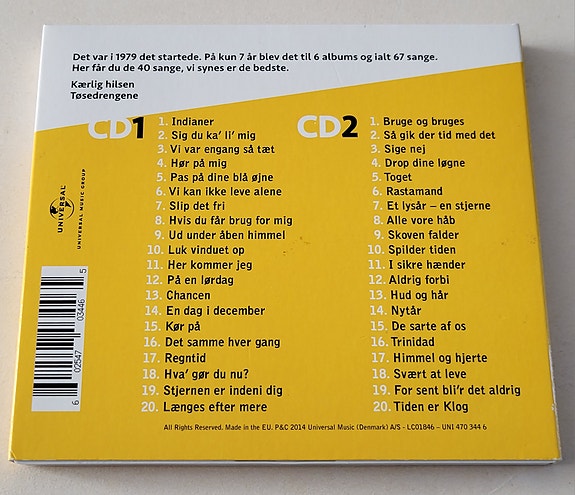 Det var i 1979 det startede. På kun 7 år blev det til 6 albums og ialt 67 sange.
Her får du de 40 sange, vi synes er de bedste.
Kærlig hilsen
Tøsedrengene
CD1
1. Indianer
2. Sig du ka' li' mig
3. Vi var engang så tæt
4. Hør på mig
5. Pas på dine blå øjne
6. Vi kan ikke leve alene
7. Slip det fri
8. Hvis du får brug for mig
9. Ud under åben himmel
10. Luk vinduet op
11. Her kommer jeg
12. På en lørdag
13. Chancen
14. En dag i december
15. Kør på
16. Det samme hver gang
17. Regntid
18. Hva' gør du nu?
19. Stjernen er indeni dig
20. Længes efter mere
CD2
1. Bruge og bruges
2. Så gik der tid med det
3. Sige nej
4. Drop dine løgne
5. Toget
6. Rastamand
7. Et lysår – en stjerne
8. Alle vore håb
9. Skoven falder
10. Spilder tiden
11. I sikre hænder
12. Aldrig forbi
13. Hud og hår
14. Nytår
15. De sarte af os
16. Trinidad
17. Himmel og hjerte
18. Svært at leve
19. For sent bli'r det aldrig
20. Tiden er Klog
All Rights Reserved. Made in the EU. P&C 2014 Universal Music (Denmark) A/S - LC01846 – UNI 470 344 6
UNIVERSAL
UNIVERSAL MUSIC GROUP
6 02547 03446 5